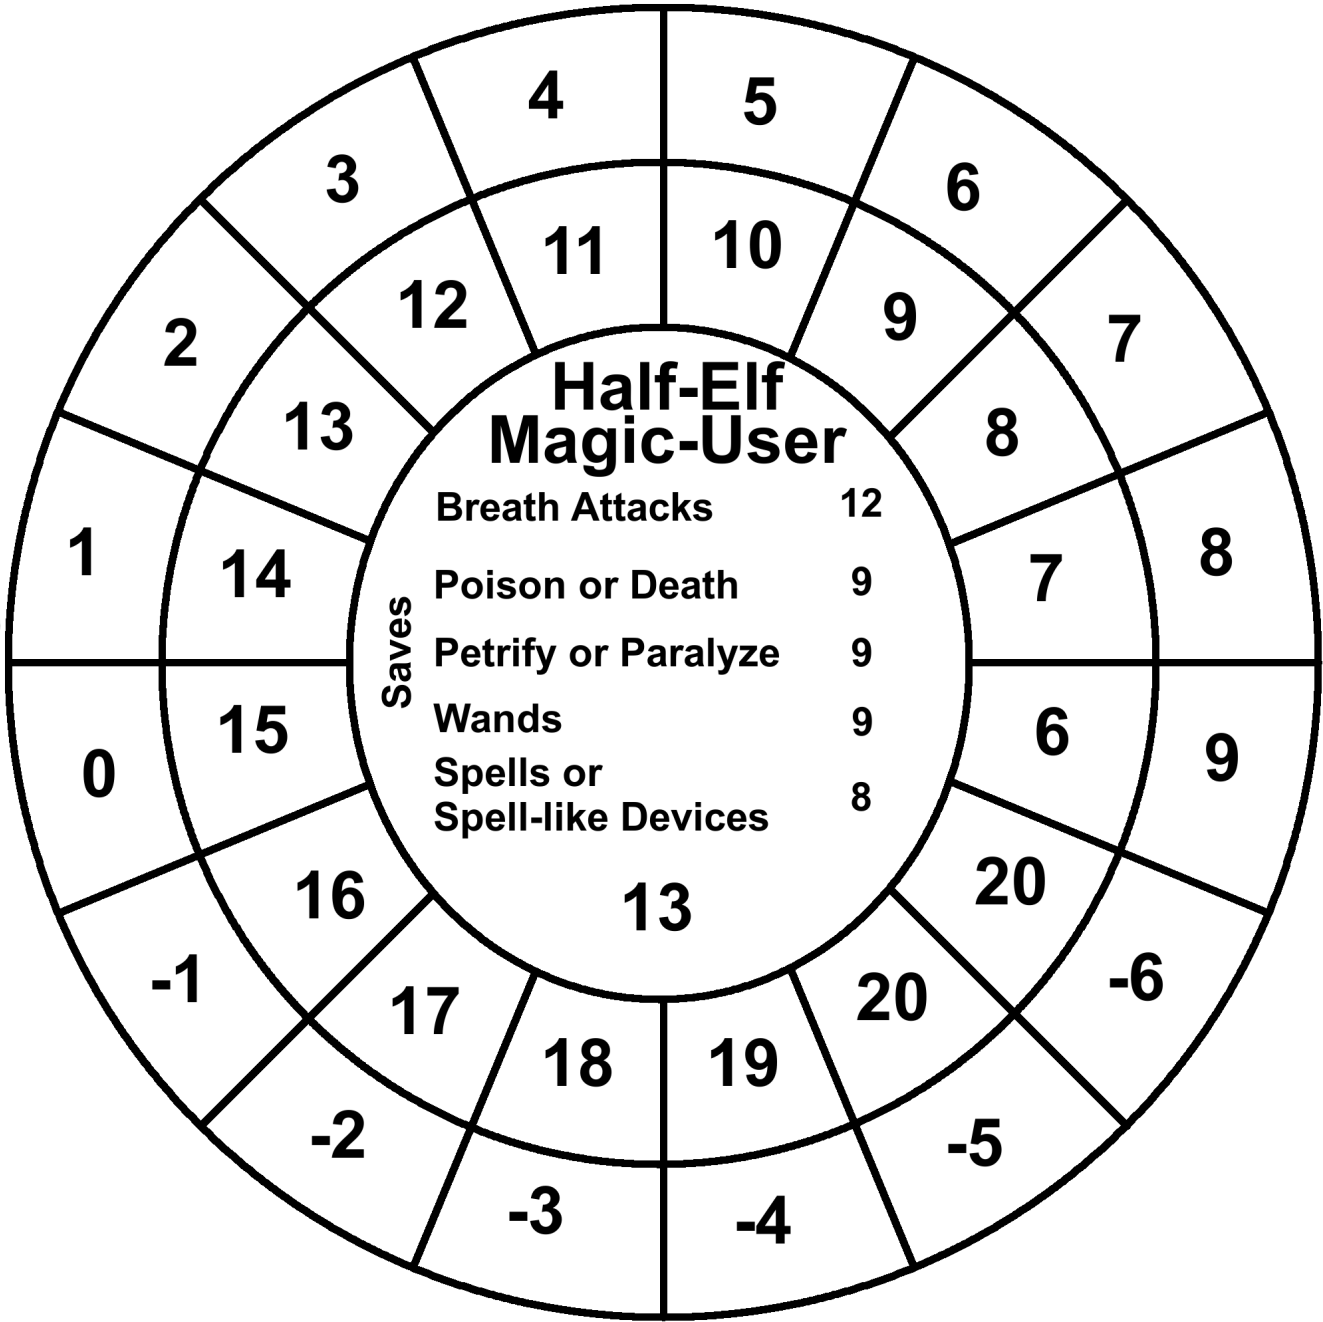 4 5
3 6
2 7
1 8
0 9
-1 -6
-2 -5
-3 -4
11 10
12 9
13 8
14 7
15 6
16 20
17 20
18 19
Half-Elf
Magic-User
Saves
Breath Attacks 12
Poison or Death 9
Petrify or Paralyze 9
Wands 9
Spells or
Spell-like Devices 8
13